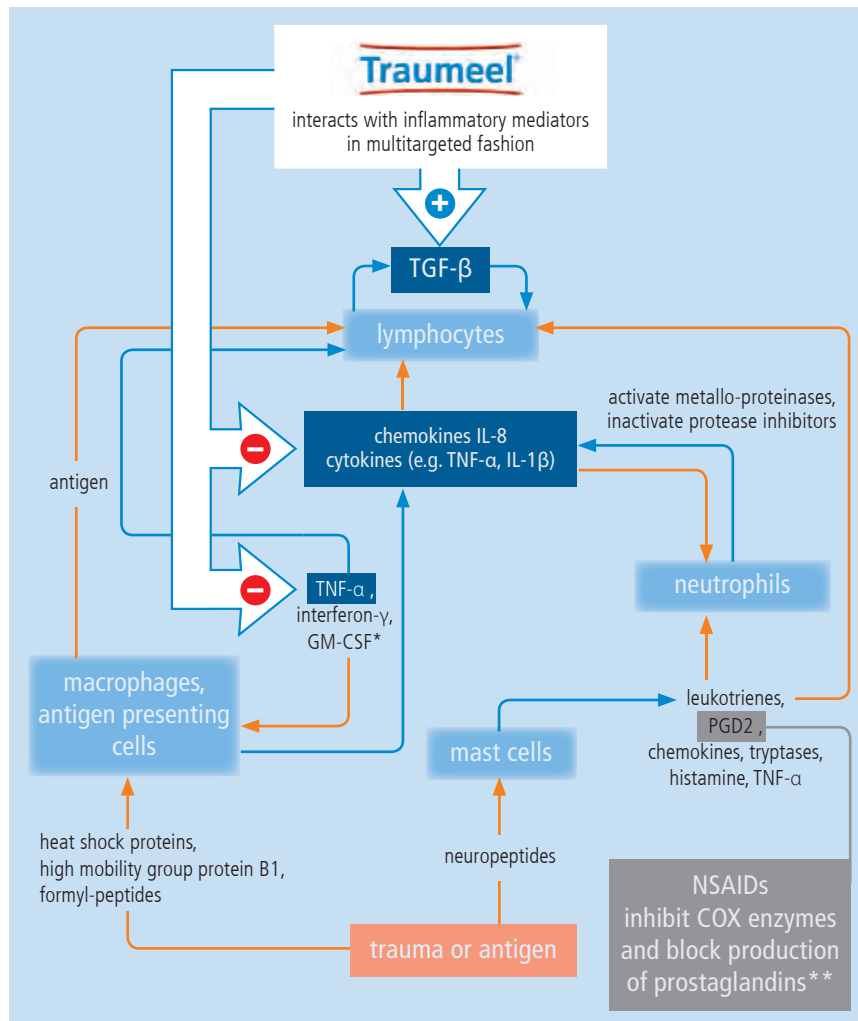 Traumeel
interacts with inflammatory mediators
in multitargeted fashion
TGF-β
lymphocytes
activate metallo-proteinases,
inactivate protease inhibitors
chemokines IL-8
cytokines (e.g. TNF-α, IL-1β)
antigen
neutrophils
TNF-α ,
interferon-γ,
GM-CSF*
macrophages,
antigen presenting
cells
leukotrienes,
PGD2 ,
chemokines, tryptases,
histamine, TNF-α
mast cells
heat shock proteins,
high mobility group protein B1,
formyl-peptides
neuropeptides
NSAIDs
inhibit COX enzymes
and block production
of prostaglandins**
trauma or antigen